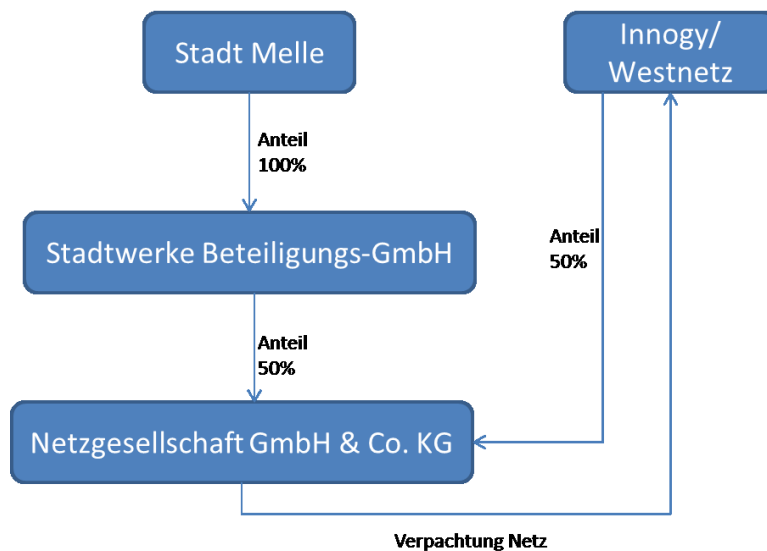 Stadt Melle
Innogy/
Westnetz
Anteil
100%
Stadtwerke Beteiligungs-GmbH
Anteil
50%
Anteil
50%
Netzgesellschaft GmbH & Co. KG
Verpachtung Netz